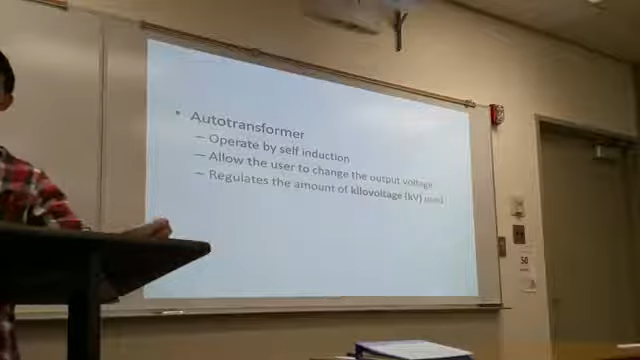 • Autotransformer
– Operate by self induction
– Allow the user to change the output voltage
– Regulates the amount of kilovoltage (kV) used
50